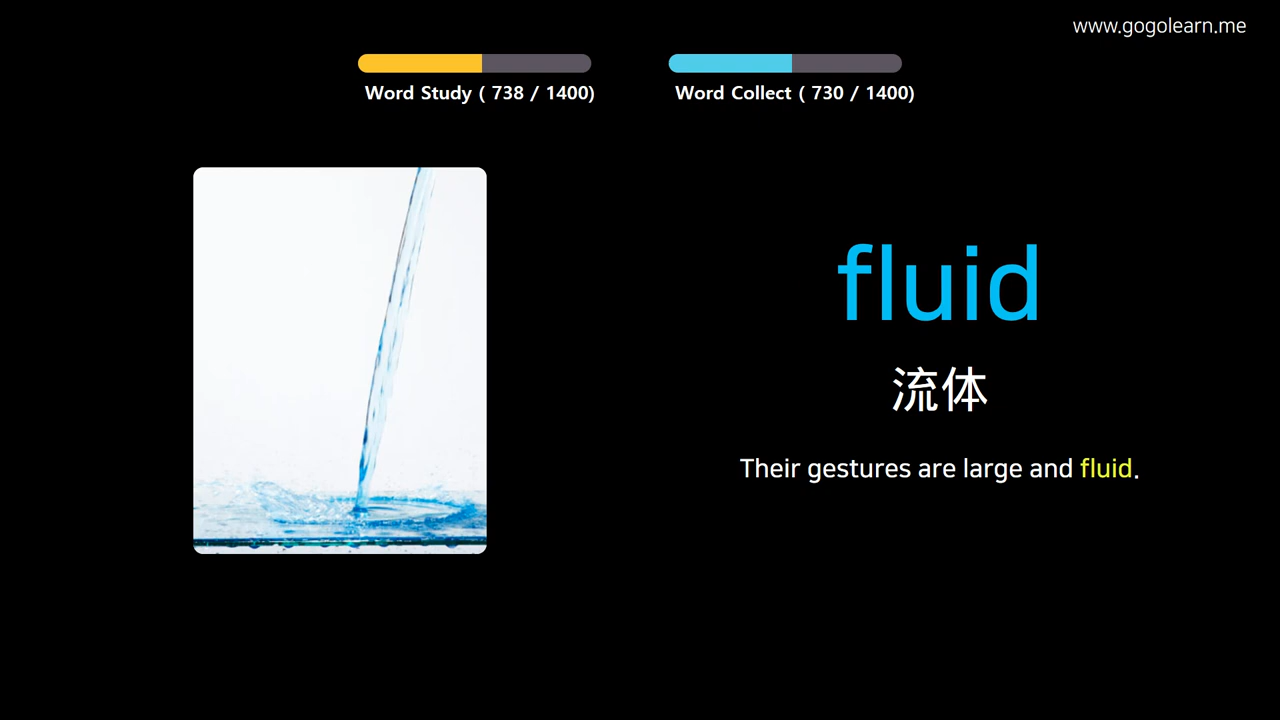 www.gogolearn.me
Word Study ( 738 / 1400)
Word Collect ( 730 / 1400)
fluid
流体
Their gestures are large and fluid.